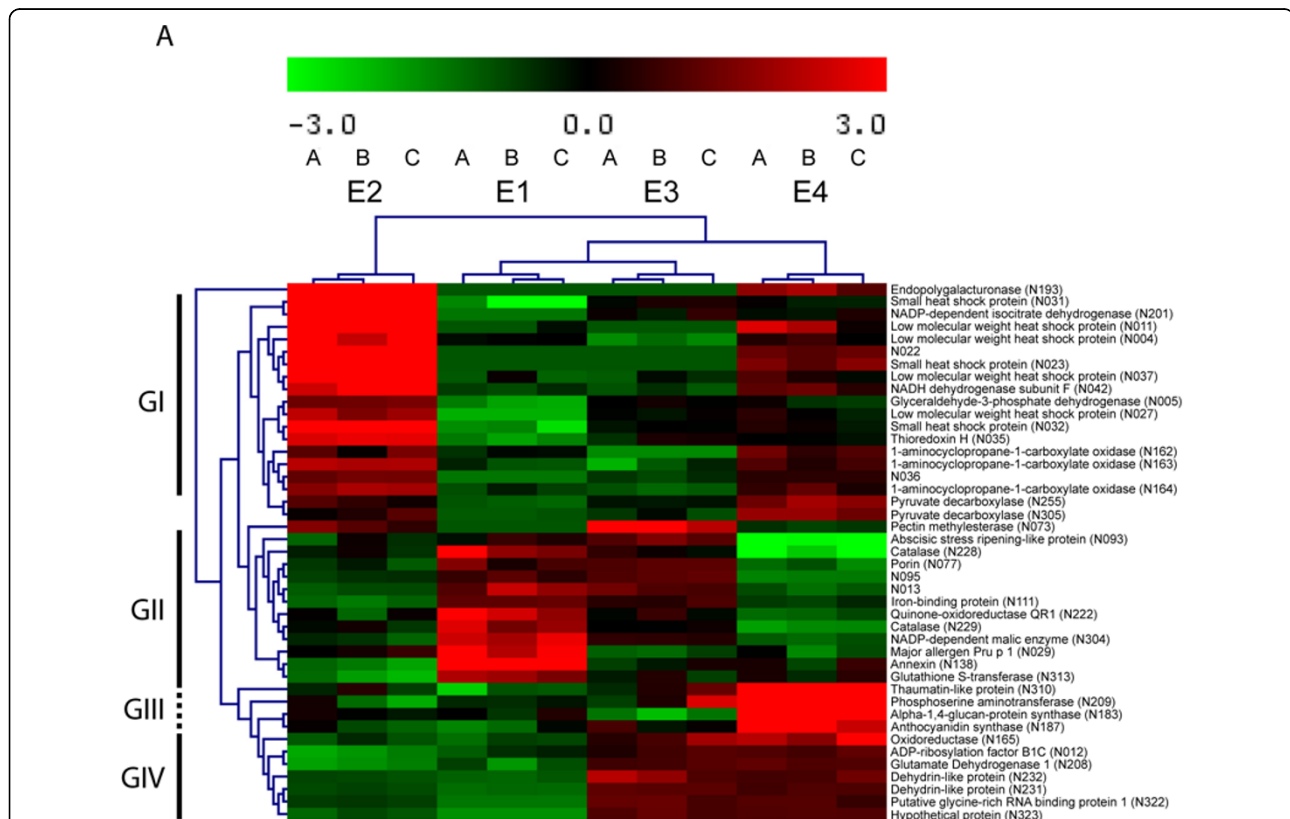 A
-3.0 0.0 3.0
A B C A B C A B C A B C
E2 E1 E3 E4
Endopolygalacturonase (N193)
Small heat shock protein (N031)
NADP-dependent isocitrate dehydrogenase (N201)
Low molecular weight heat shock protein (N011)
Low molecular weight heat shock protein (N004)
N022
Small heat shock protein (N023)
Low molecular weight heat shock protein (N037)
NADH dehydrogenase subunit F (N042)
GI
Glyceraldehyde-3-phosphate dehydrogenase (N005)
Low molecular weight heat shock protein (N027)
Small heat shock protein (N032)
Thioredoxin H (N035)
1-aminocyclopropane-1-carboxylate oxidase (N162)
1-aminocyclopropane-1-carboxylate oxidase (N163)
N036
1-aminocyclopropane-1-carboxylate oxidase (N164)
Pyruvate decarboxylase (N255)
Pyruvate decarboxylase (N305)
Pectin methylesterase (N073)
Abscisic stress ripening-like protein (N093)
Catalase (N228)
Porin (N077)
N095
N013
Iron-binding protein (N111)
GII
Quinone-oxidoreductase QR1 (N222)
Catalase (N229)
NADP-dependent malic enzyme (N304)
Major allergen Pru p 1 (N029)
Annexin (N138)
Glutathione S-transferase (N313)
Thaumatin-like protein (N310)
Phosphoserine aminotransferase (N209)
GIII
Alpha-1,4-glucan-protein synthase (N183)
Anthocyanidin synthase (N187)
Oxidoreductase (N165)
ADP-ribosylation factor B1C (N012)
Glutamate Dehydrogenase 1 (N208)
GIV
Dehydrin-like protein (N232)
Dehydrin-like protein (N231)
Putative glycine-rich RNA binding protein 1 (N322)
Hypothetical protein (N323)